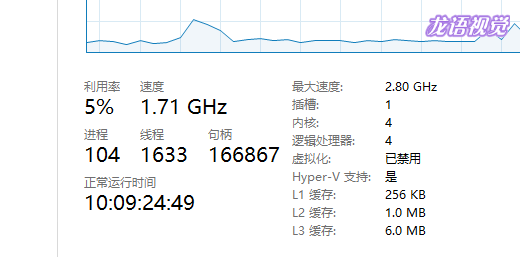 龙语视觉
利用率 速度
5% 1.71 GHz
进程 线程 句柄
104 1633 166867
正常运行时间
10:09:24:49
最大速度: 2.80 GHz
插槽: 1
内核: 4
逻辑处理器: 4
虚拟化: 已禁用
Hyper-V 支持: 是
L1 缓存: 256 KB
L2 缓存: 1.0 MB
L3 缓存: 6.0 MB